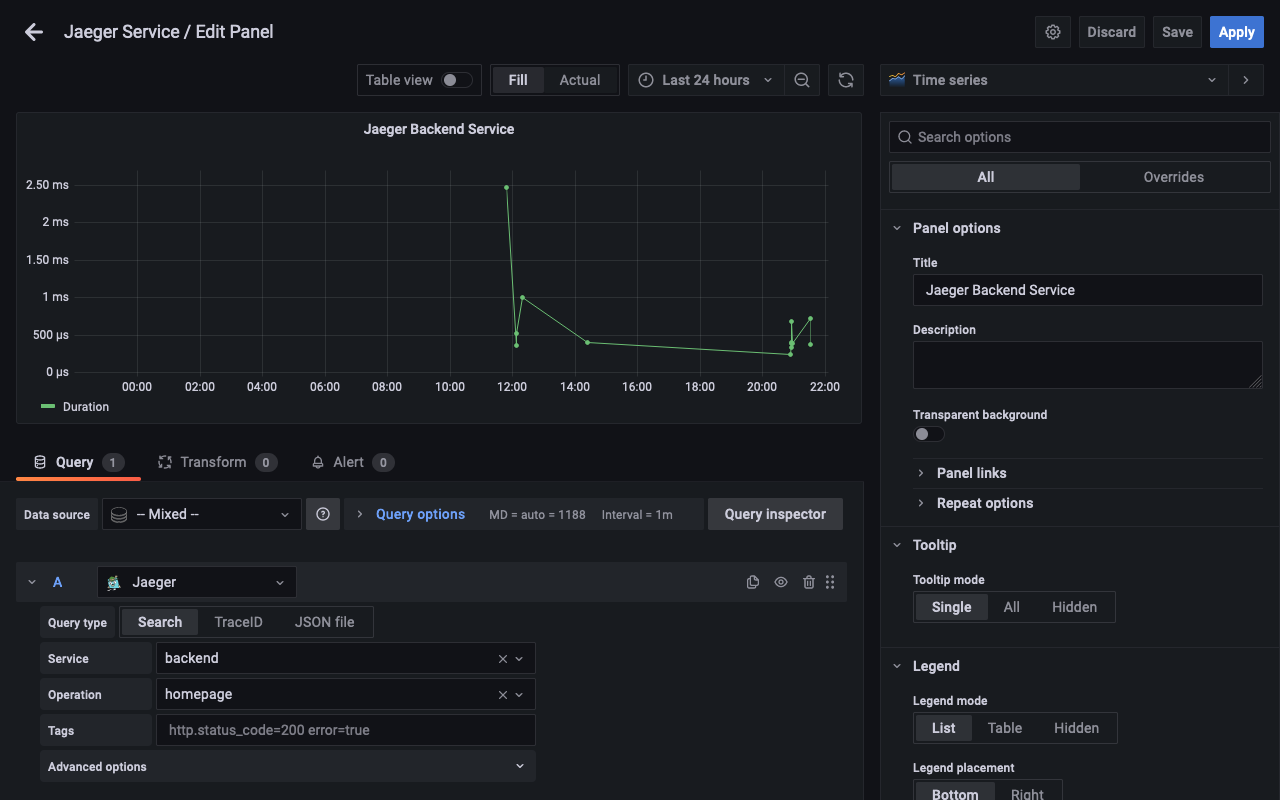 Jaeger Service / Edit Panel
Discard
Save
Apply
Table view
Fill
Actual
Last 24 hours
Time series
Jaeger Backend Service
2.50 ms
2 ms
1.50 ms
1 ms
500 µs
0 µs
00:00 02:00 04:00 06:00 08:00 10:00 12:00 14:00 16:00 18:00 20:00 22:00
Duration
Query 1
Transform 0
Alert 0
Data source
-- Mixed --
Query options
MD = auto = 1188
Interval = 1m
Query inspector
A
Jaeger
Query type
Search
TraceID
JSON file
Service
backend
Operation
homepage
Tags
http.status_code=200 error=true
Advanced options
Search options
All
Overrides
Panel options
Title
Jaeger Backend Service
Description
Transparent background
Panel links
Repeat options
Tooltip
Tooltip mode
Single
All
Hidden
Legend
Legend mode
List
Table
Hidden
Legend placement
Bottom
Right